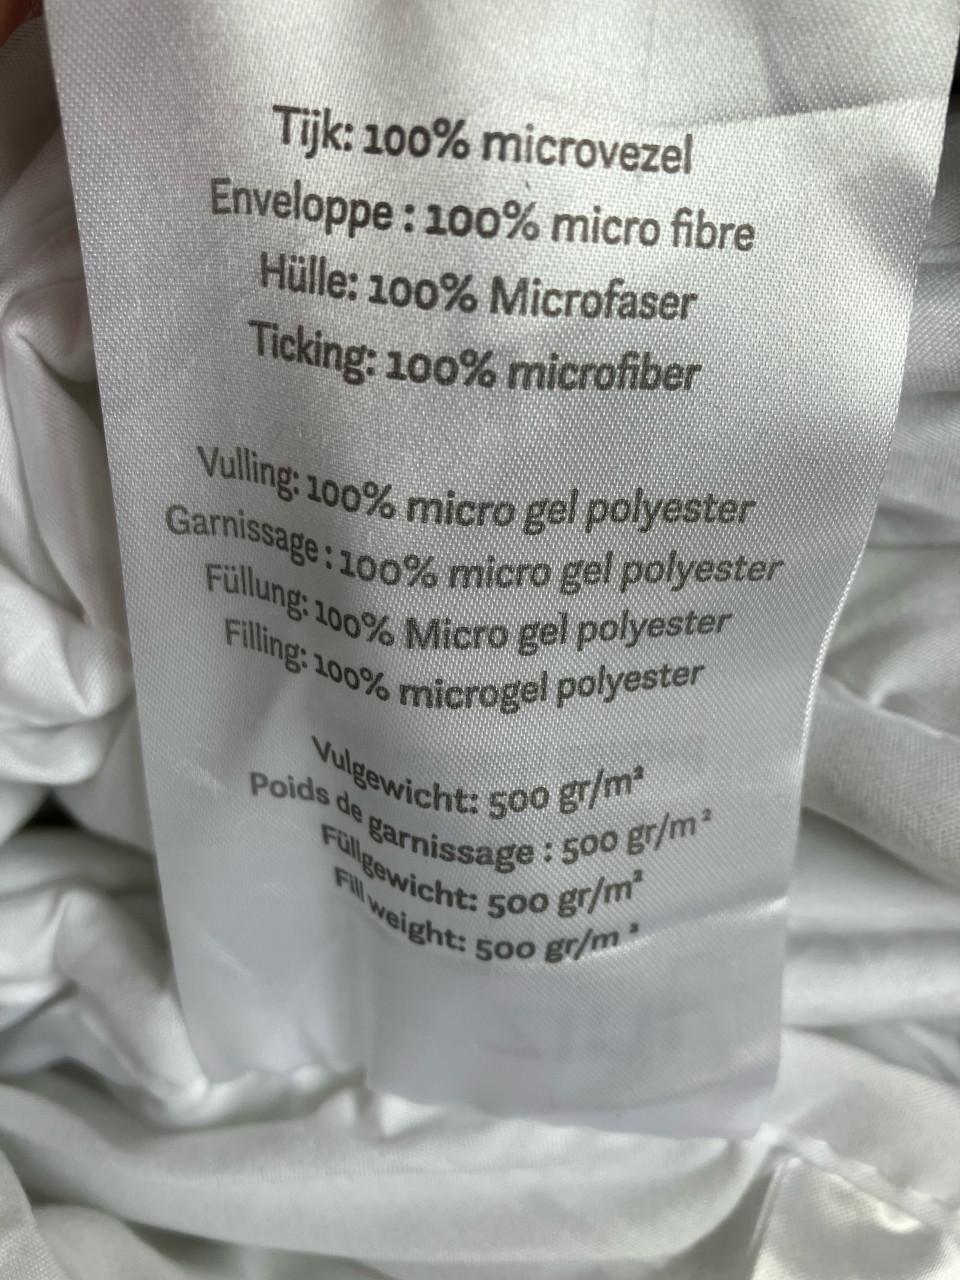 Tijk: 100% microvezel
Enveloppe : 100% micro fibre
Hülle: 100% Microfaser
Ticking: 100% microfiber
Vulling: 100% micro gel polyester
Garnissage : 100% micro gel polyester
Füllung: 100% Micro gel polyester
Filling: 100% microgel polyester
Vulgewicht: 500 gr/m²
Poids de garnissage : 500 gr/m²
Füllgewicht: 500 gr/m²
Fill weight: 500 gr/m ²